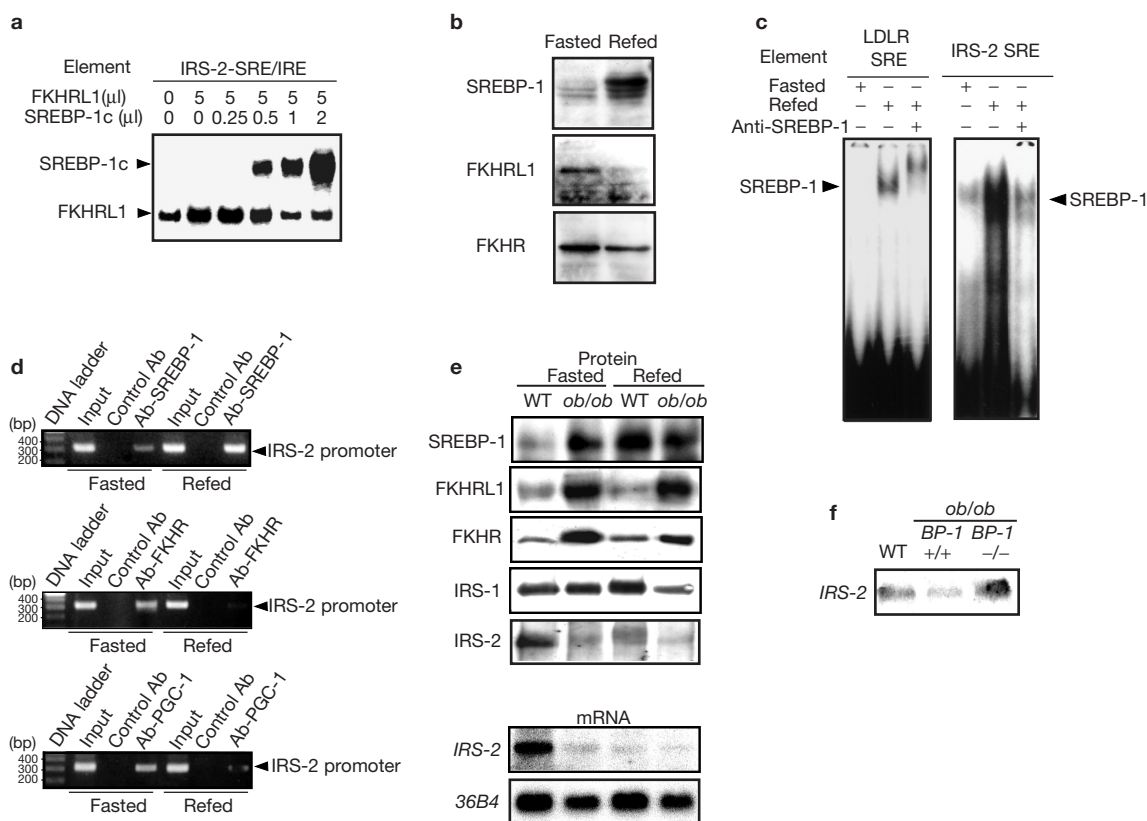 a
Element IRS-2-SRE/IRE
FKHRL1(μl) 0 5 5 5 5 5
SREBP-1c (μl) 0 0 0.25 0.5 1 2
SREBP-1c
FKHRL1
b
Fasted Refed
SREBP-1
FKHRL1
FKHR
c
Element LDLR SRE IRS-2 SRE
Fasted + – – + – –
Refed – + + – + +
Anti-SREBP-1 – – + – – +
SREBP-1
SREBP-1
d
DNA ladder Input Control Ab Ab-SREBP-1 Input Control Ab Ab-SREBP-1
(bp)
400
300
200
IRS-2 promoter
Fasted Refed
DNA ladder Input Control Ab Ab-FKHR Input Control Ab Ab-FKHR
(bp)
400
300
200
IRS-2 promoter
Fasted Refed
DNA ladder Input Control Ab Ab-PGC-1 Input Control Ab Ab-PGC-1
(bp)
400
300
200
IRS-2 promoter
Fasted Refed
e
Protein
Fasted Refed
WT ob/ob WT ob/ob
SREBP-1
FKHRL1
FKHR
IRS-1
IRS-2
mRNA
IRS-2
36B4
f
ob/ob
BP-1 BP-1
WT +/+ –/–
IRS-2